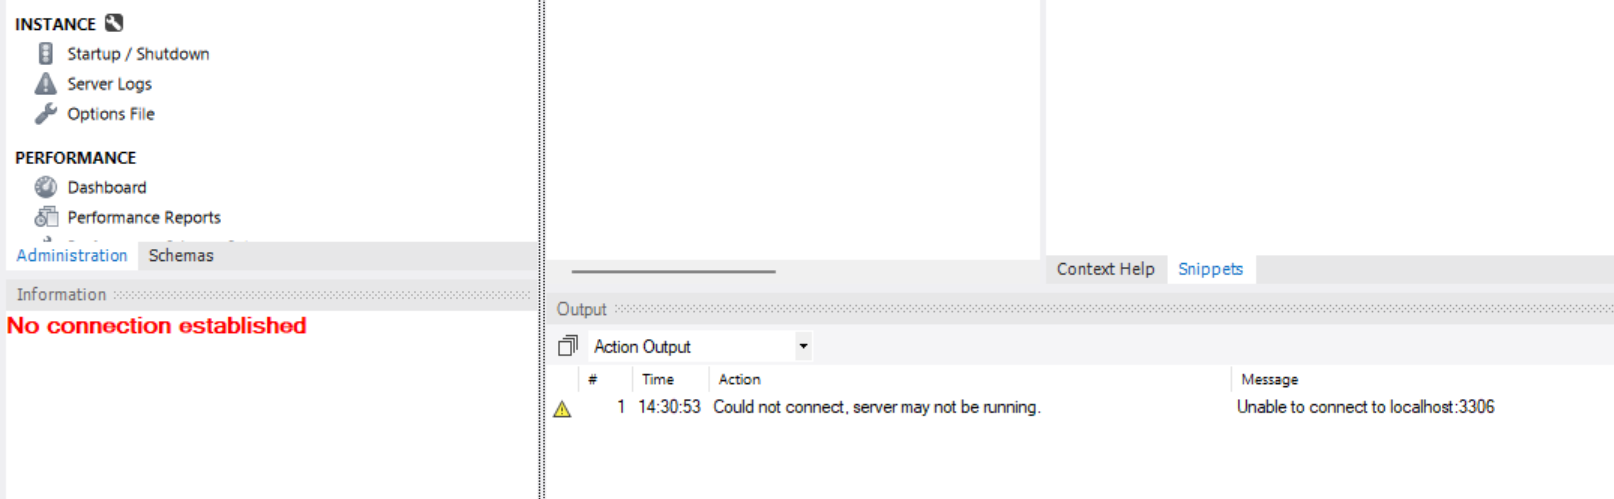 INSTANCE
Startup / Shutdown
Server Logs
Options File
PERFORMANCE
Dashboard
Performance Reports
Administration Schemas
Information
No connection established
Context Help Snippets
Output
Action Output
# Time Action Message
1 14:30:53 Could not connect, server may not be running. Unable to connect to localhost:3306